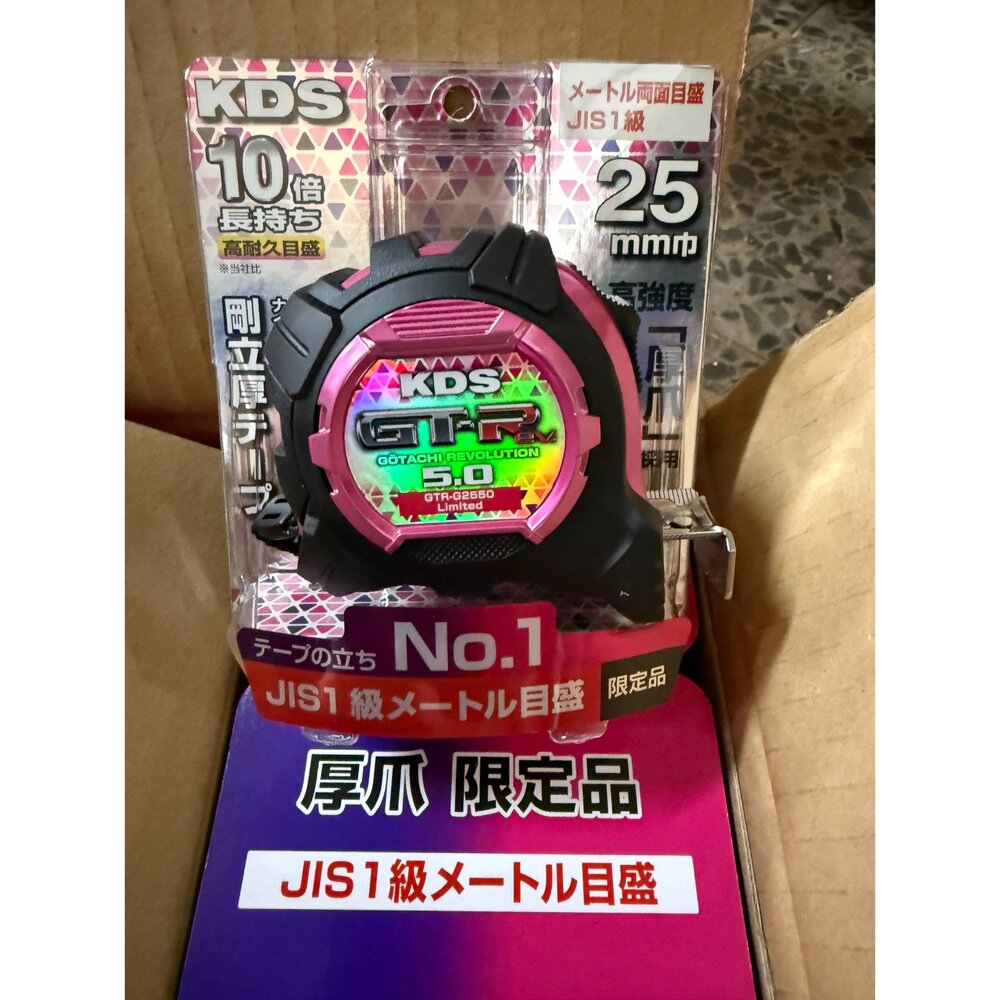 KDS
10倍
長持ち
高耐久目盛
※当社比
剛立厚テープ
メートル両面目盛
JIS1級
25
mm巾
高強度
「厚爪」
採用
KDS
GT-R
GŌTACHI REVOLUTION
5.0
GTR-G2550
Limited
テープの立ち No.1
JIS1級メートル目盛
限定品
厚爪 限定品
JIS1級メートル目盛